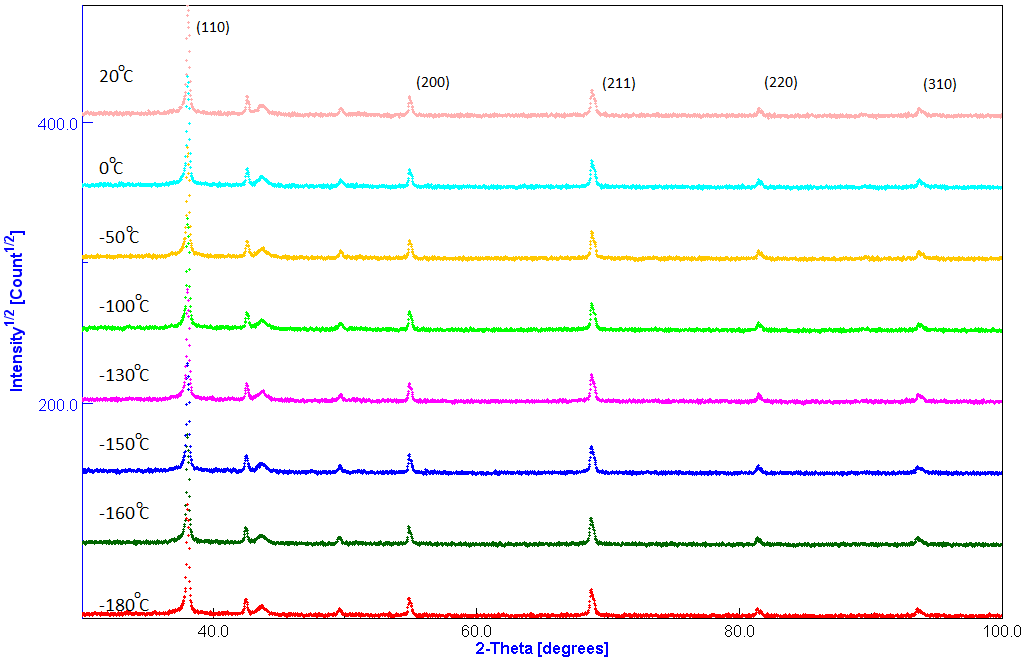 (110)
20°C
(200)
(211)
(220)
(310)
400.0
0°C
-50°C
-100°C
Intensity1/2 [Count1/2]
-130°C
200.0
-150°C
-160°C
-180°C
40.0
60.0
80.0
100.0
2-Theta [degrees]